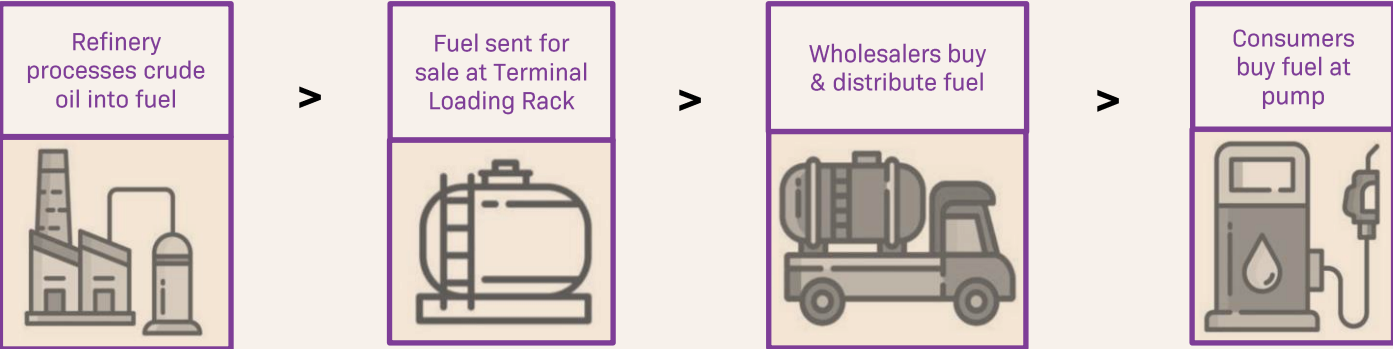 Refinery
processes crude
oil into fuel
>
Fuel sent for
sale at Terminal
Loading Rack
>
Wholesalers buy
& distribute fuel
>
Consumers
buy fuel at
pump